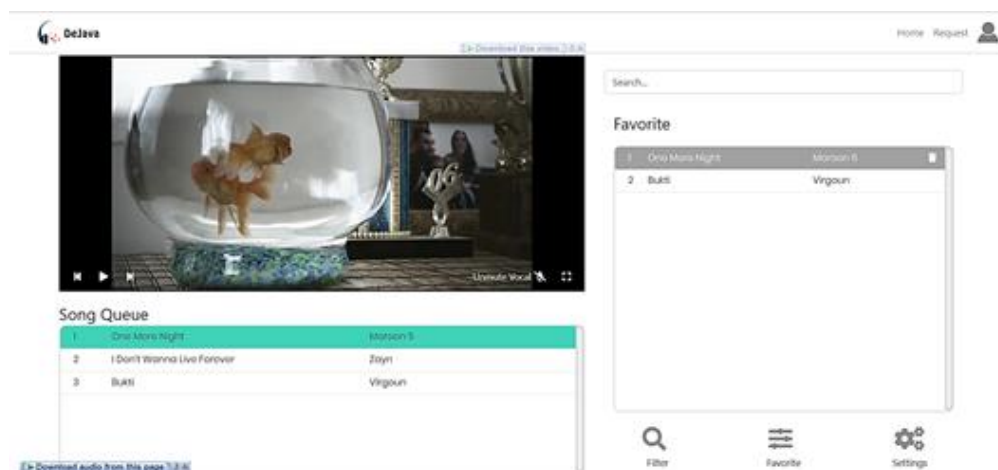 DeJava
Home Request
Download this video
Search...
Favorite
1 One More Night Maroon 5
2 Bukti Virgoun
06
Unmute Vocal
Song Queue
1 One More Night Maroon 5
2 I Don't Wanna Live Forever Zayn
3 Bukti Virgoun
Filter Favorite Settings
Download audio from this page